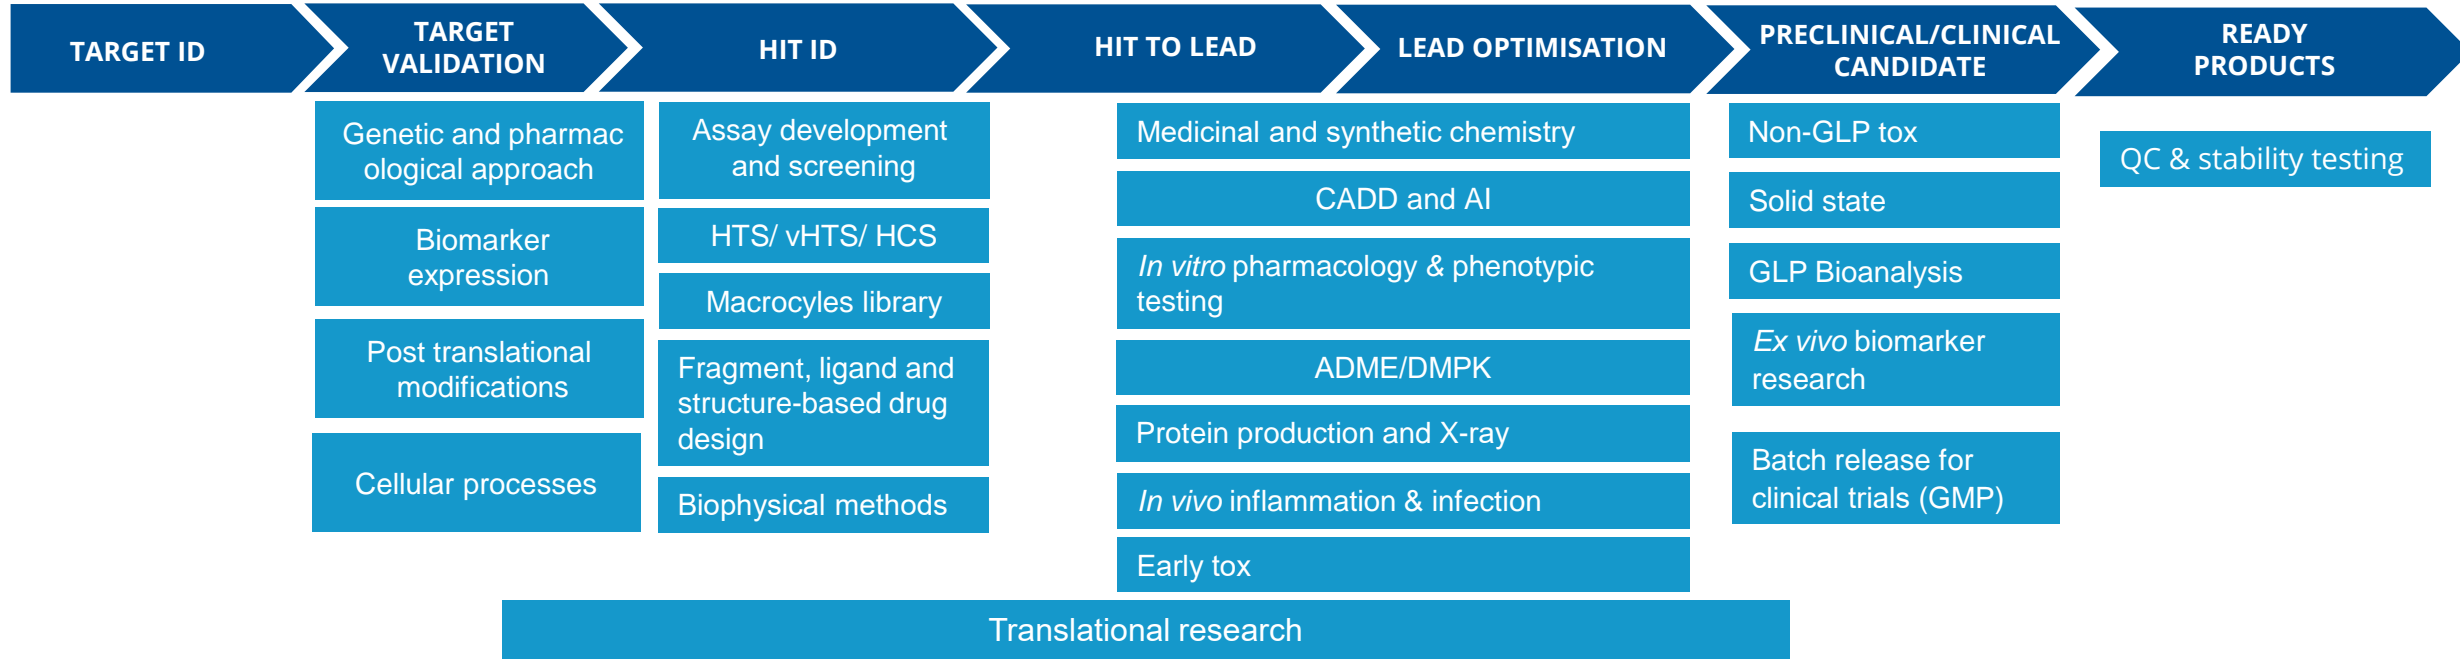 TARGET ID
TARGET
VALIDATION
HIT ID
HIT TO LEAD
LEAD OPTIMISATION
PRECLINICAL/CLINICAL
CANDIDATE
READY
PRODUCTS
Genetic and pharmac
ological approach
Biomarker
expression
Post translational
modifications
Cellular processes
Assay development
and screening
HTS/ vHTS/ HCS
Macrocyles library
Fragment, ligand and
structure-based drug
design
Biophysical methods
Medicinal and synthetic chemistry
CADD and AI
In vitro pharmacology & phenotypic
testing
ADME/DMPK
Protein production and X-ray
In vivo inflammation & infection
Early tox
Non-GLP tox
Solid state
GLP Bioanalysis
Ex vivo biomarker
research
Batch release for
clinical trials (GMP)
QC & stability testing
Translational research